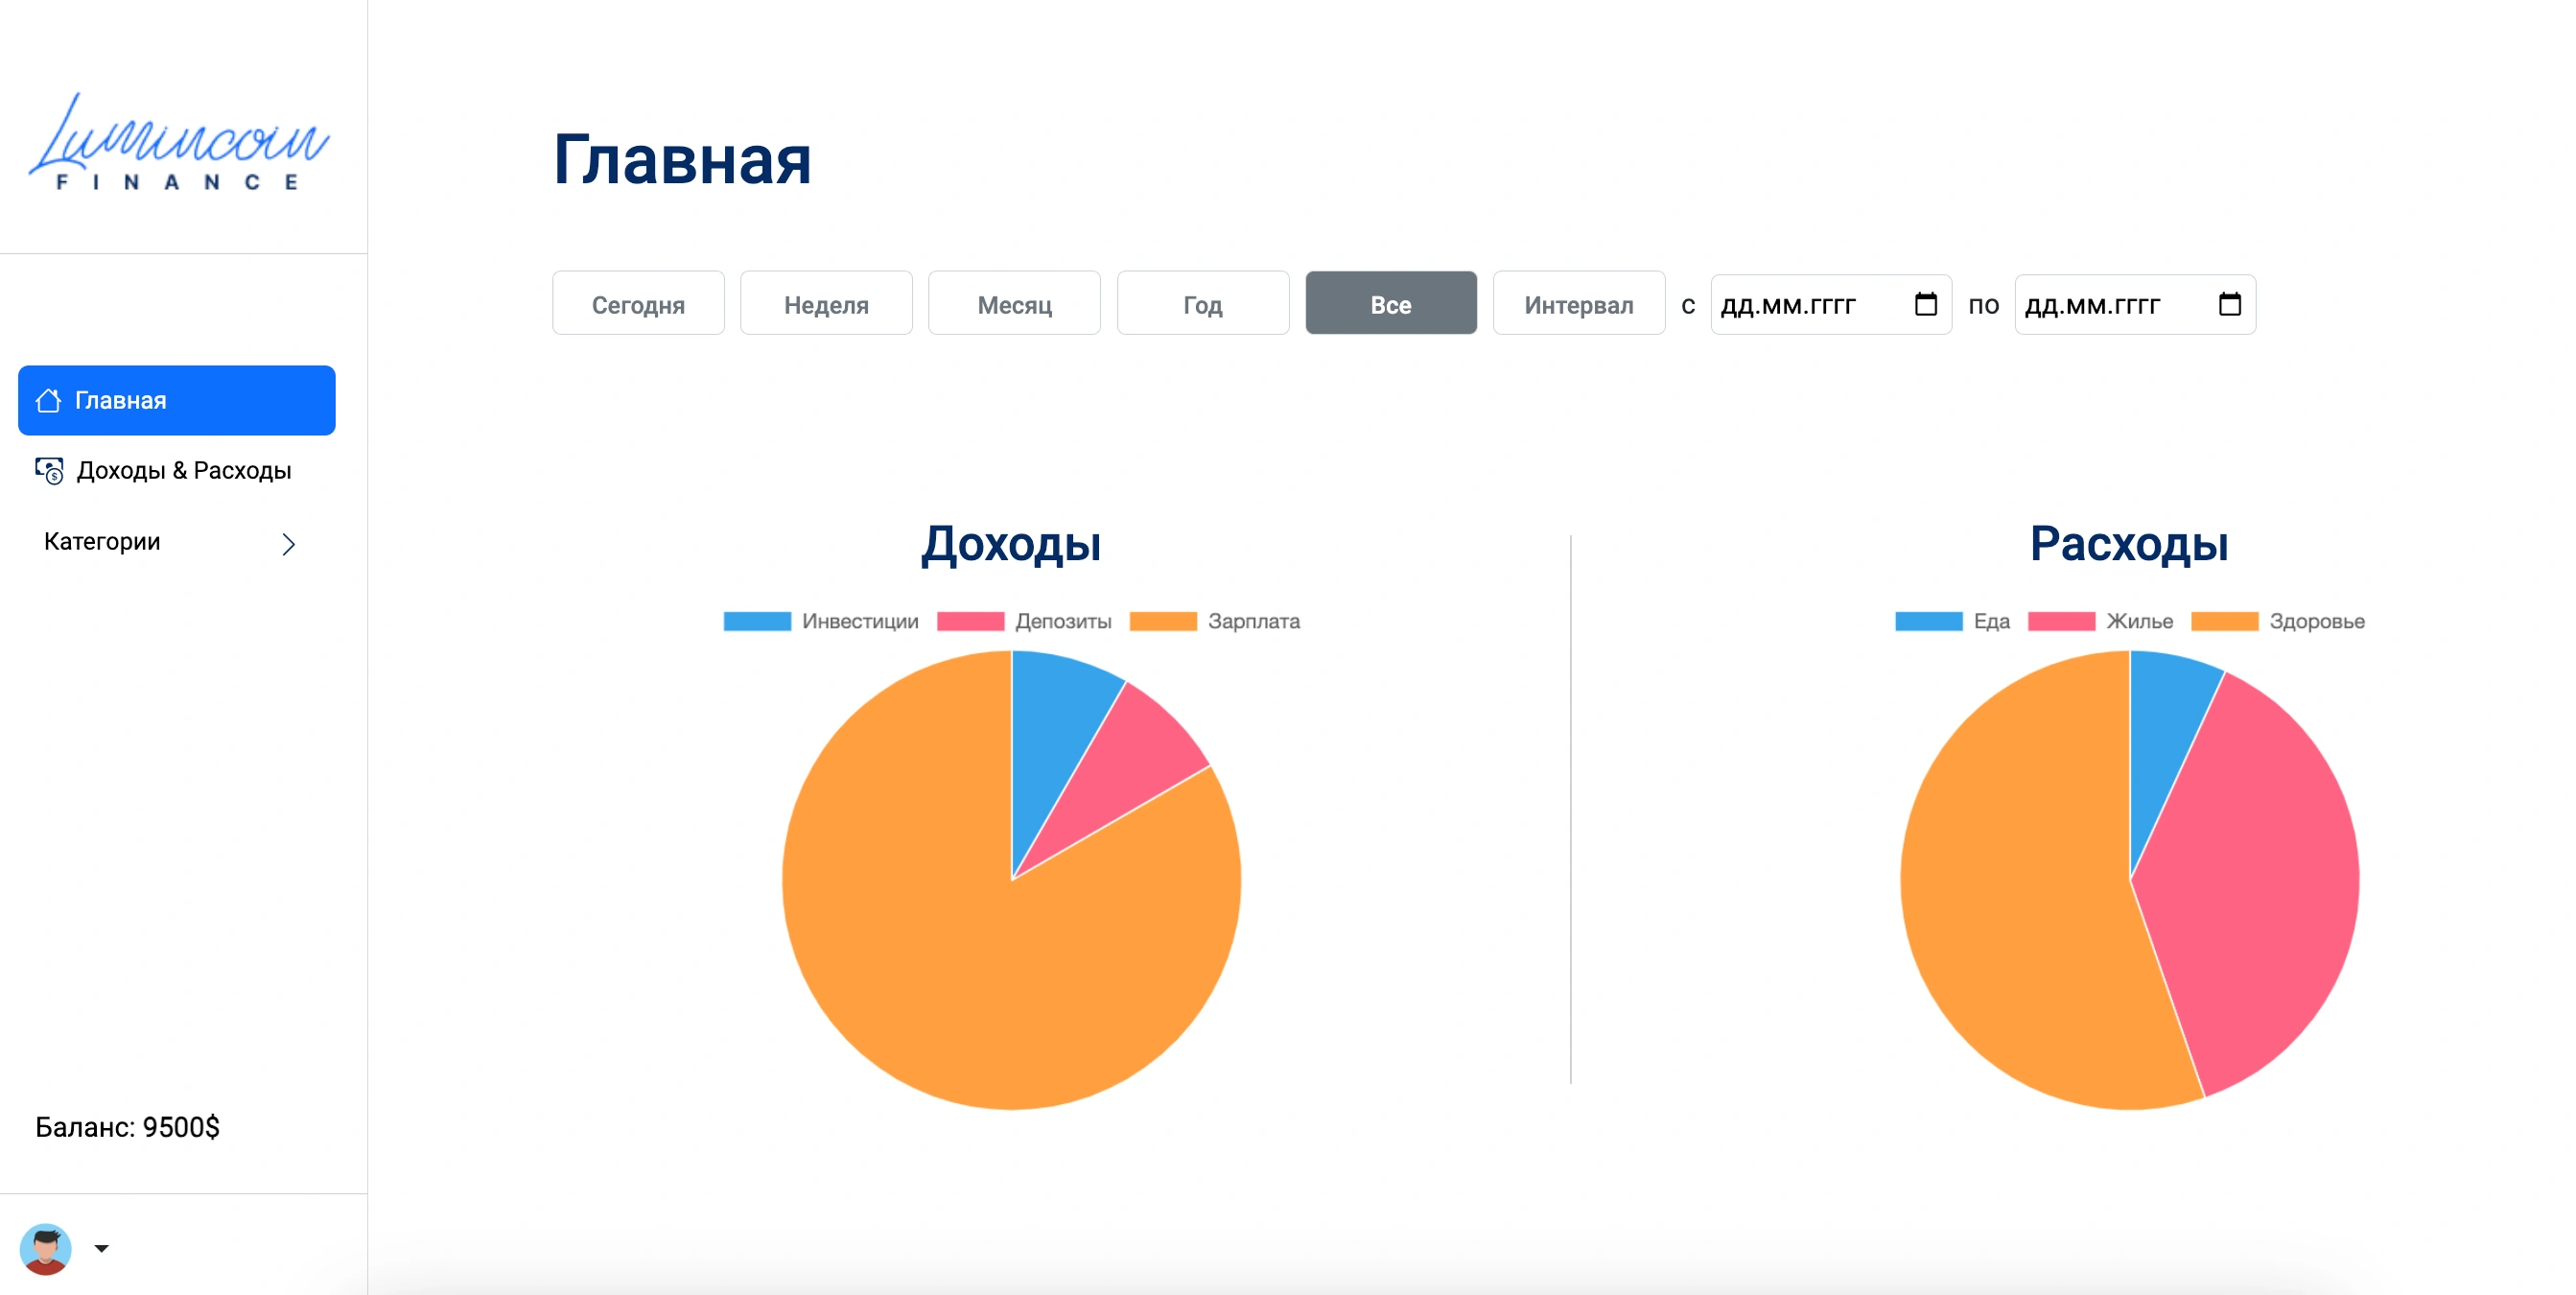 Lumincoin
FINANCE
Главная
Доходы & Расходы
Категории
Баланс: 9500$
Главная
Сегодня Неделя Месяц Год Все Интервал с дд.мм.гггг по дд.мм.гггг
Доходы
Инвестиции Депозиты Зарплата
Расходы
Еда Жилье Здоровье